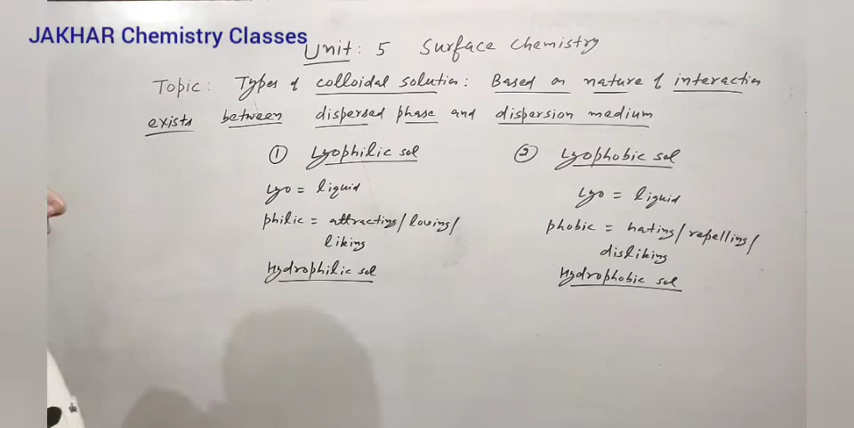 JAKHAR Chemistry Classes
Unit: 5 Surface Chemistry
Topic: Types of colloidal solution: Based on nature of interaction
exists between dispersed phase and dispersion medium
① Lyophilic sol
Lyo = liquid
philic = attracting/loving/
liking
Hydrophilic sol
② Lyophobic sol
Lyo = liquid
phobic = hating/repelling/
disliking
Hydrophobic sol